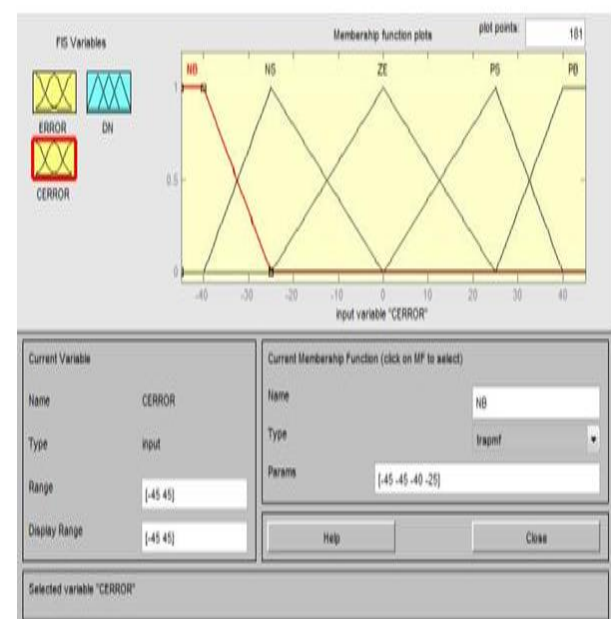 FIS Variables
Membership function plots
plot points:
181
ERROR
DN
CERROR
NB
NS
ZE
PS
PB
1
0.5
0
-40
-30
-20
-10
0
10
20
30
40
input variable "CERROR"
Current Variable
Name
CERROR
Type
input
Range
[-45 45]
Display Range
[-45 45]
Current Membership Function (click on MF to select)
Name
NB
Type
trapmf
Params
[-45 -45 -40 -25]
Help
Close
Selected variable "CERROR"